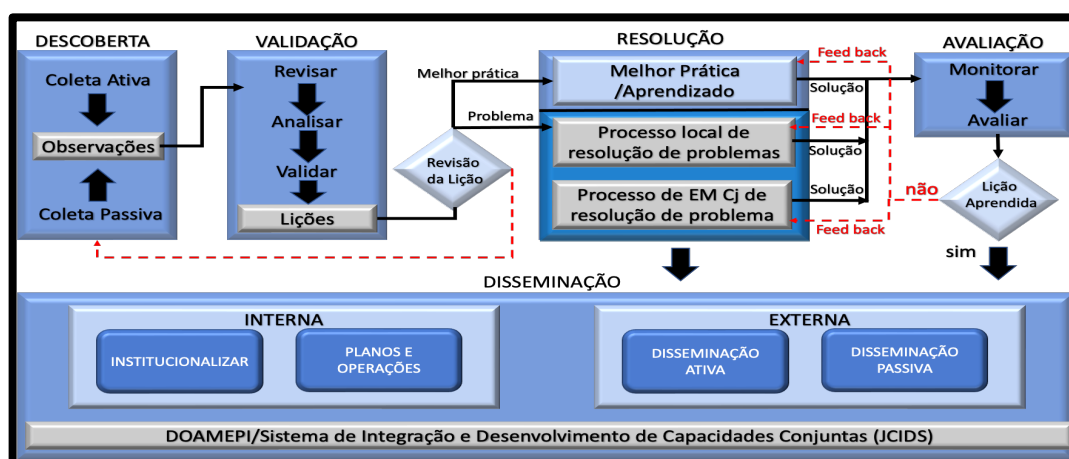 DESCOBERTA
Coleta Ativa
Observações
Coleta Passiva
VALIDAÇÃO
Revisar
Analisar
Validar
Lições
Melhor prática
Problema
Revisão
da Lição
RESOLUÇÃO
Melhor Prática
/Aprendizado
Processo local de
resolução de problemas
Processo de EM Cj de
resolução de problema
Feed back
Solução
Feed back
Solução
Solução
Feed back
AVALIAÇÃO
Monitorar
Avaliar
Lição
Aprendida
não
sim
DISSEMINAÇÃO
INTERNA
INSTITUCIONALIZAR
PLANOS E
OPERAÇÕES
EXTERNA
DISSEMINAÇÃO
ATIVA
DISSEMINAÇÃO
PASSIVA
DOAMEPI/Sistema de Integração e Desenvolvimento de Capacidades Conjuntas (JCIDS)